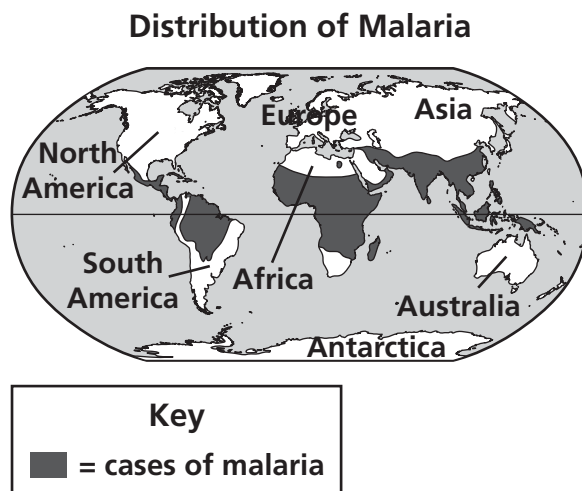 Distribution of Malaria
Europe
Asia
North
America
South
America
Africa
Australia
Antarctica
Key
= cases of malaria